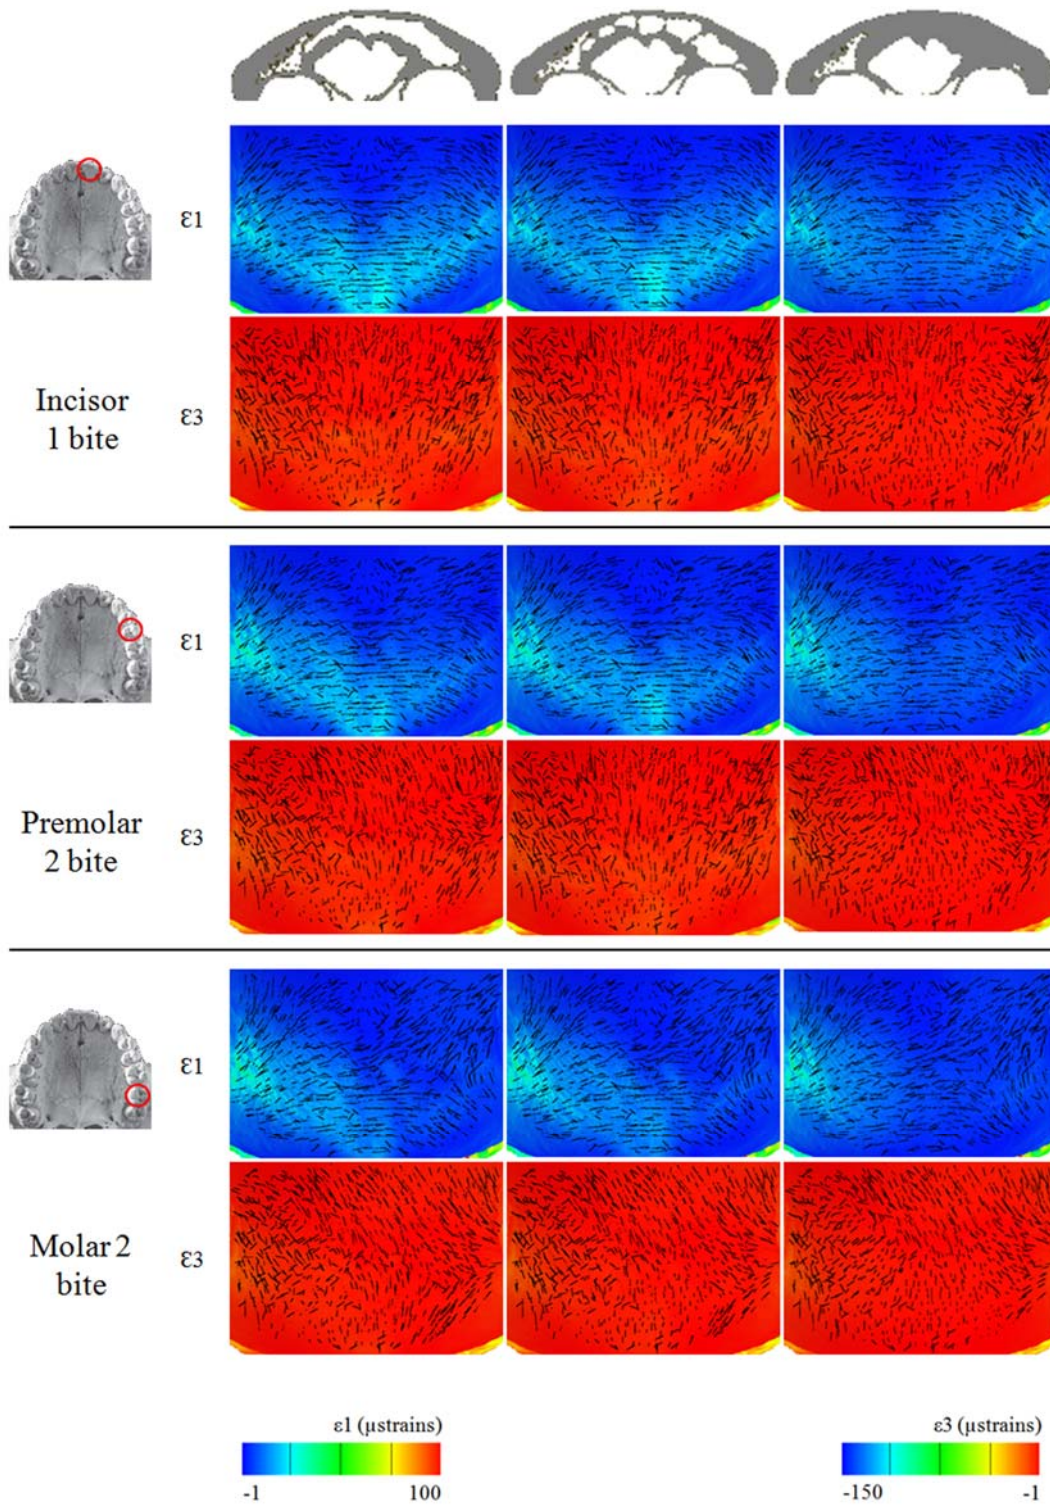 ε1
Incisor
1 bite
ε3
ε1
Premolar
2 bite
ε3
ε1
Molar 2
bite
ε3
ε1 (µstrains)
-1
100
ε3 (µstrains)
-150
-1